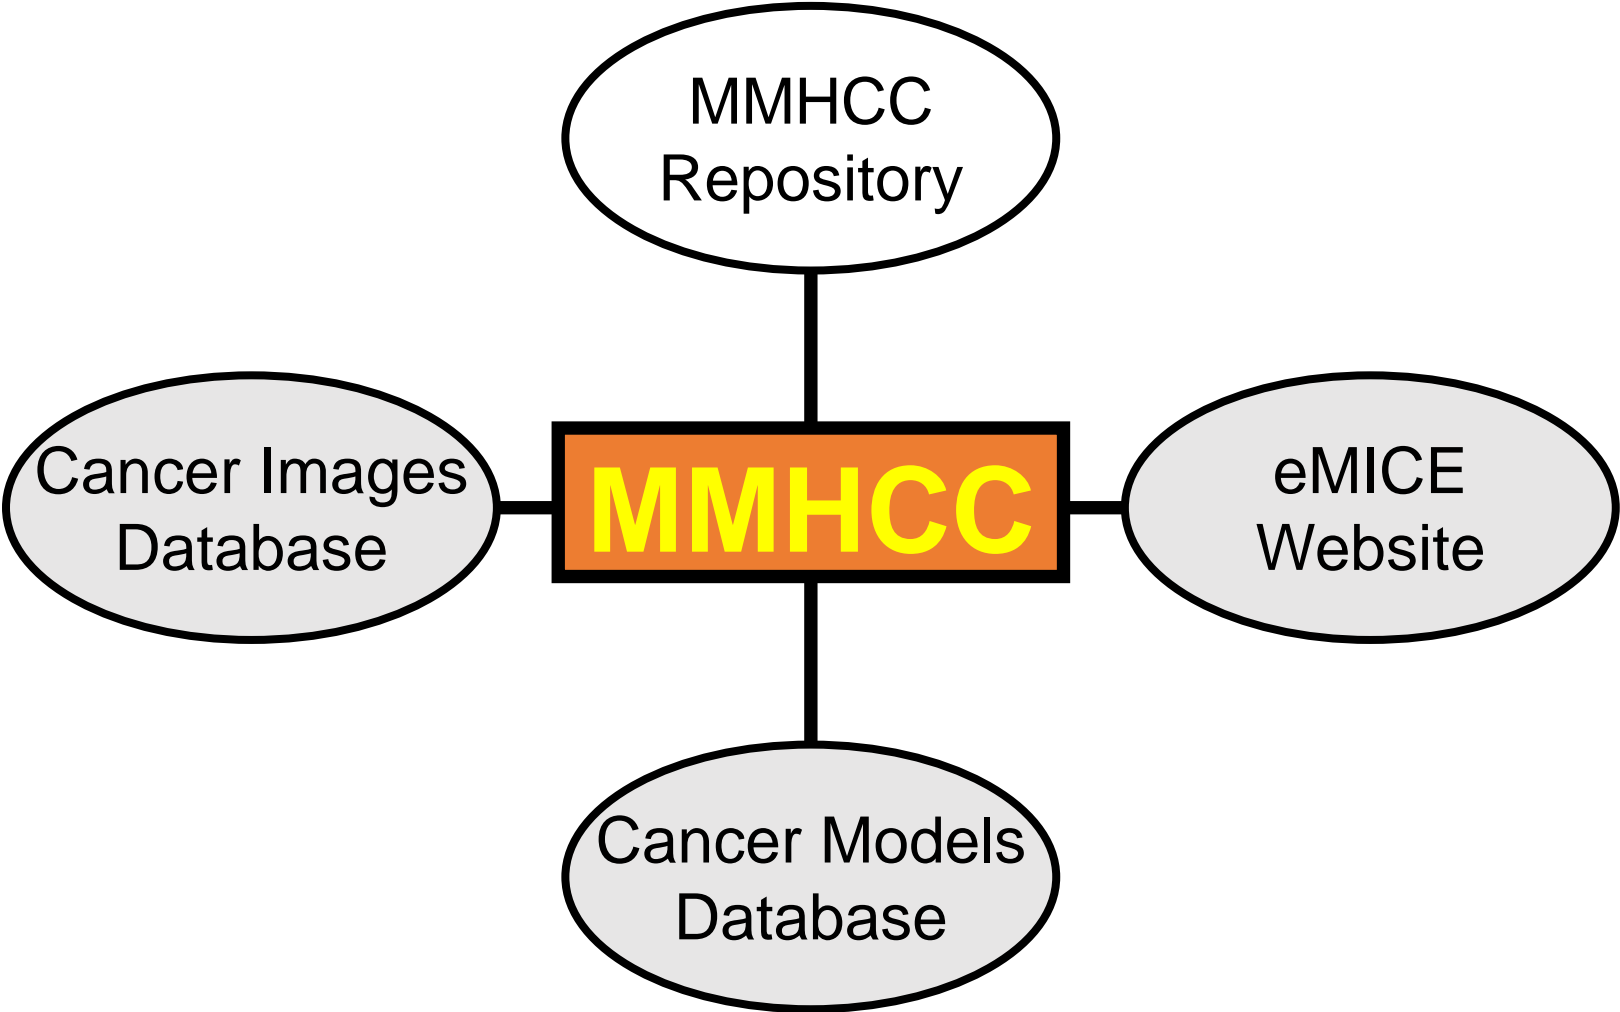 MMHCC
Repository
Cancer Images
Database
MMHCC
eMICE
Website
Cancer Models
Database